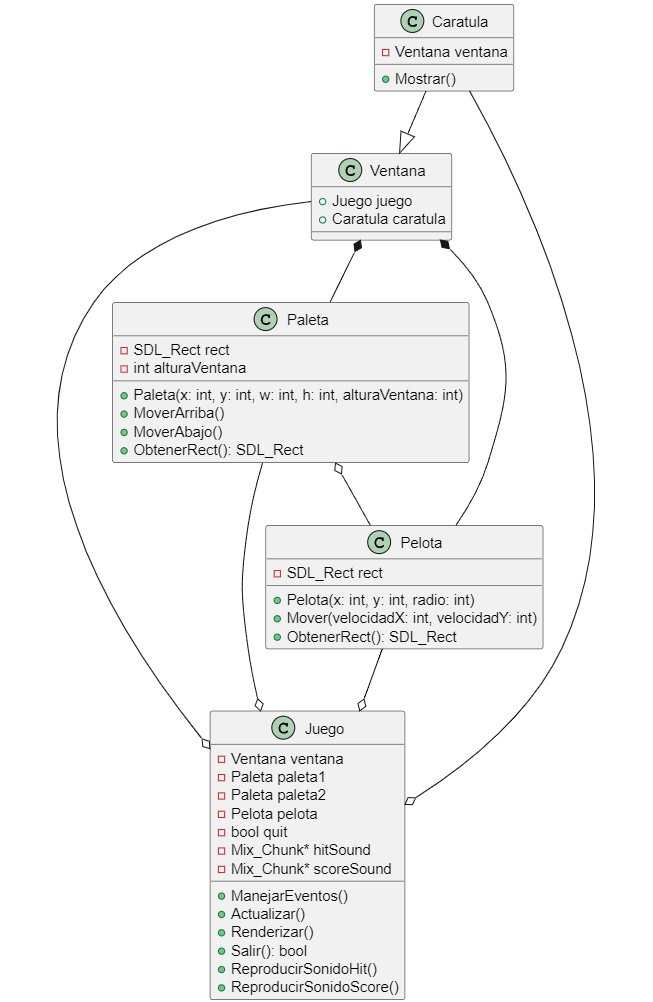 C Caratula
Ventana ventana
Mostrar()
C Ventana
Juego juego
Caratula caratula
C Paleta
SDL_Rect rect
int alturaVentana
Paleta(x: int, y: int, w: int, h: int, alturaVentana: int)
MoverArriba()
MoverAbajo()
ObtenerRect(): SDL_Rect
C Pelota
SDL_Rect rect
Pelota(x: int, y: int, radio: int)
Mover(velocidadX: int, velocidadY: int)
ObtenerRect(): SDL_Rect
C Juego
Ventana ventana
Paleta paleta1
Paleta paleta2
Pelota pelota
bool quit
Mix_Chunk* hitSound
Mix_Chunk* scoreSound
ManejarEventos()
Actualizar()
Renderizar()
Salir(): bool
ReproducirSonidoHit()
ReproducirSonidoScore()